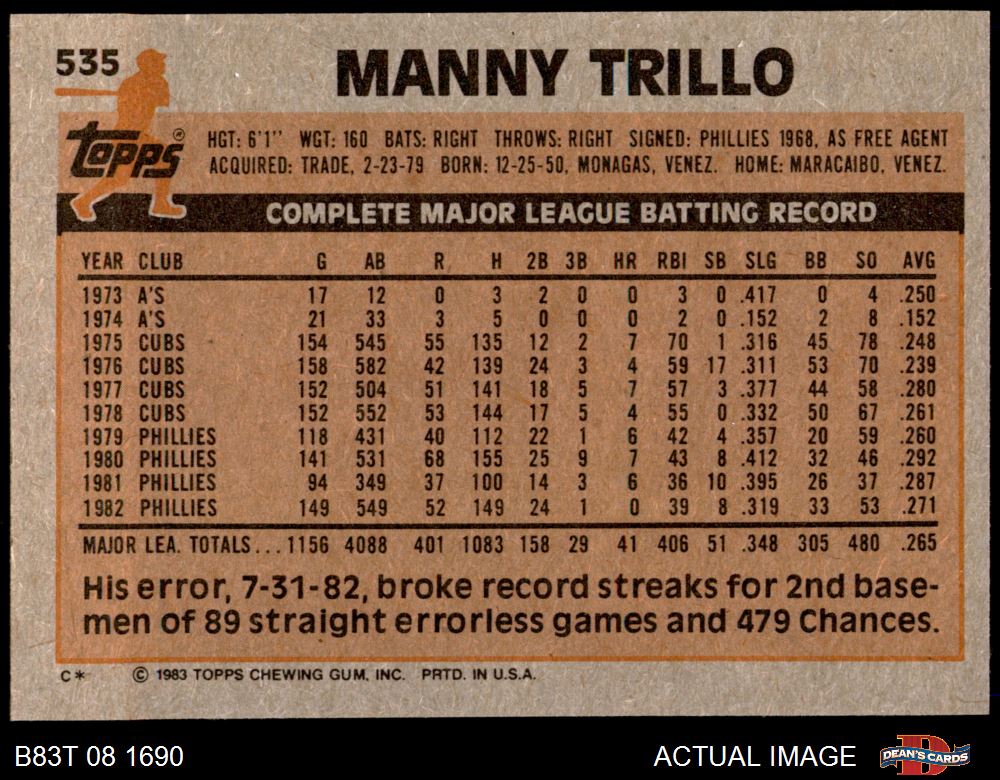 535
MANNY TRILLO
topps®
HGT: 6'1" WGT: 160 BATS: RIGHT THROWS: RIGHT SIGNED: PHILLIES 1968, AS FREE AGENT
ACQUIRED: TRADE, 2-23-79 BORN: 12-25-50, MONAGAS, VENEZ. HOME: MARACAIBO, VENEZ.
COMPLETE MAJOR LEAGUE BATTING RECORD
YEAR CLUB G AB R H 2B 3B HR RBI SB SLG BB SO AVG
1973 A'S 17 12 0 3 2 0 0 3 0 .417 0 4 .250
1974 A'S 21 33 3 5 0 0 0 2 0 .152 2 8 .152
1975 CUBS 154 545 55 135 12 2 7 70 1 .316 45 78 .248
1976 CUBS 158 582 42 139 24 3 4 59 17 .311 53 70 .239
1977 CUBS 152 504 51 141 18 5 7 57 3 .377 44 58 .280
1978 CUBS 152 552 53 144 17 5 4 55 0 .332 50 67 .261
1979 PHILLIES 118 431 40 112 22 1 6 42 4 .357 20 59 .260
1980 PHILLIES 141 531 68 155 25 9 7 43 8 .412 32 46 .292
1981 PHILLIES 94 349 37 100 14 3 6 36 10 .395 26 37 .287
1982 PHILLIES 149 549 52 149 24 1 0 39 8 .319 33 53 .271
MAJOR LEA. TOTALS... 1156 4088 401 1083 158 29 41 406 51 .348 305 480 .265
His error, 7-31-82, broke record streaks for 2nd base-
men of 89 straight errorless games and 479 Chances.
C* © 1983 TOPPS CHEWING GUM, INC. PRTD. IN U.S.A.
B83T 08 1690 ACTUAL IMAGE D DEAN'S CARDS